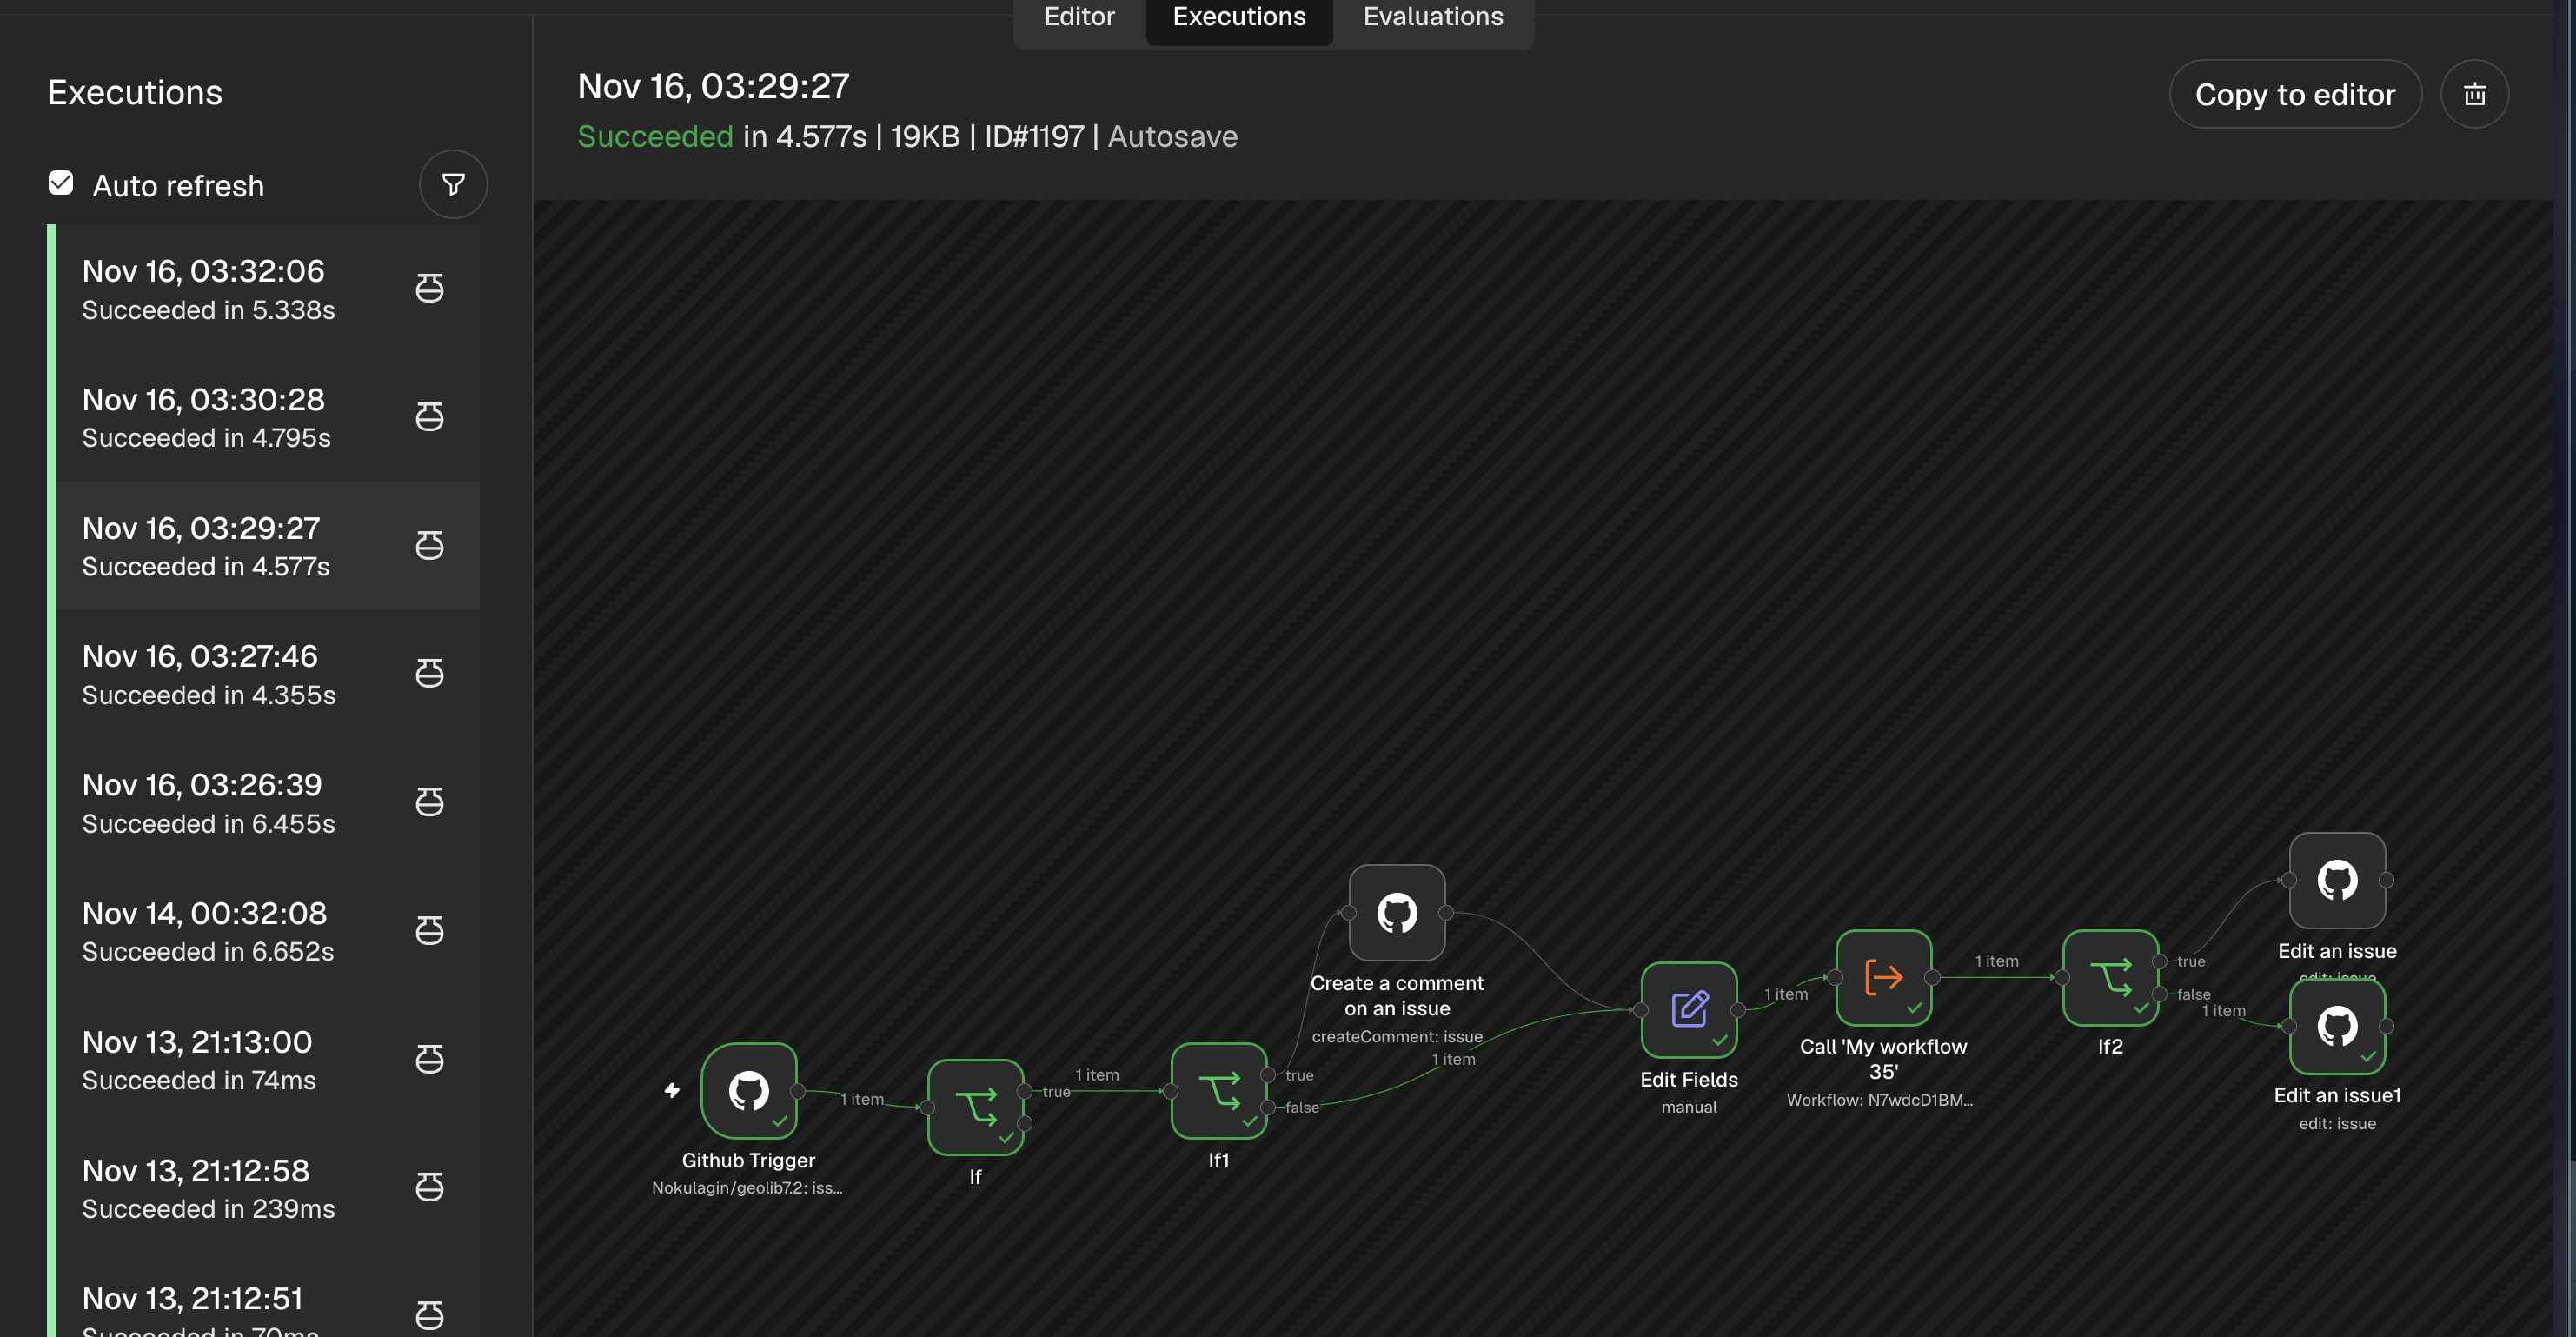 Editor
Executions
Evaluations
Executions
Auto refresh
Nov 16, 03:32:06
Succeeded in 5.338s
Nov 16, 03:30:28
Succeeded in 4.795s
Nov 16, 03:29:27
Succeeded in 4.577s
Nov 16, 03:27:46
Succeeded in 4.355s
Nov 16, 03:26:39
Succeeded in 6.455s
Nov 14, 00:32:08
Succeeded in 6.652s
Nov 13, 21:13:00
Succeeded in 74ms
Nov 13, 21:12:58
Succeeded in 239ms
Nov 13, 21:12:51
Succeeded in 70ms
Nov 16, 03:29:27
Succeeded in 4.577s | 19KB | ID#1197 | Autosave
Copy to editor
Github Trigger
Nokulagin/geolib7.2: iss...
1 item
If
true
1 item
If1
true
false
Create a comment
on an issue
createComment: issue
1 item
Edit Fields
manual
1 item
Call 'My workflow
35'
Workflow: N7wdcD1BM...
1 item
If2
true
false
1 item
Edit an issue
edit: issue
Edit an issue1
edit: issue